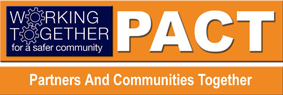 WORKING
TOGETHER
for a safer community
PACT
Partners And Communities Together